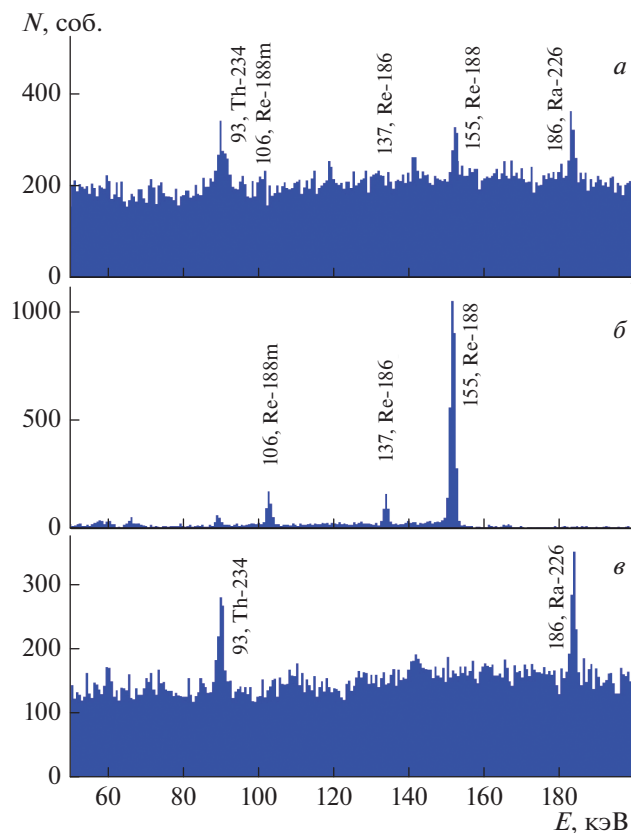 N, соб.
а
93, Th-234
106, Re-188m
137, Re-186
155, Re-188
186, Ra-226
400
200
0
б
106, Re-188m
137, Re-186
155, Re-188
1000
500
0
в
93, Th-234
186, Ra-226
300
200
100
0
60 80 100 120 140 160 180
E, кэВ